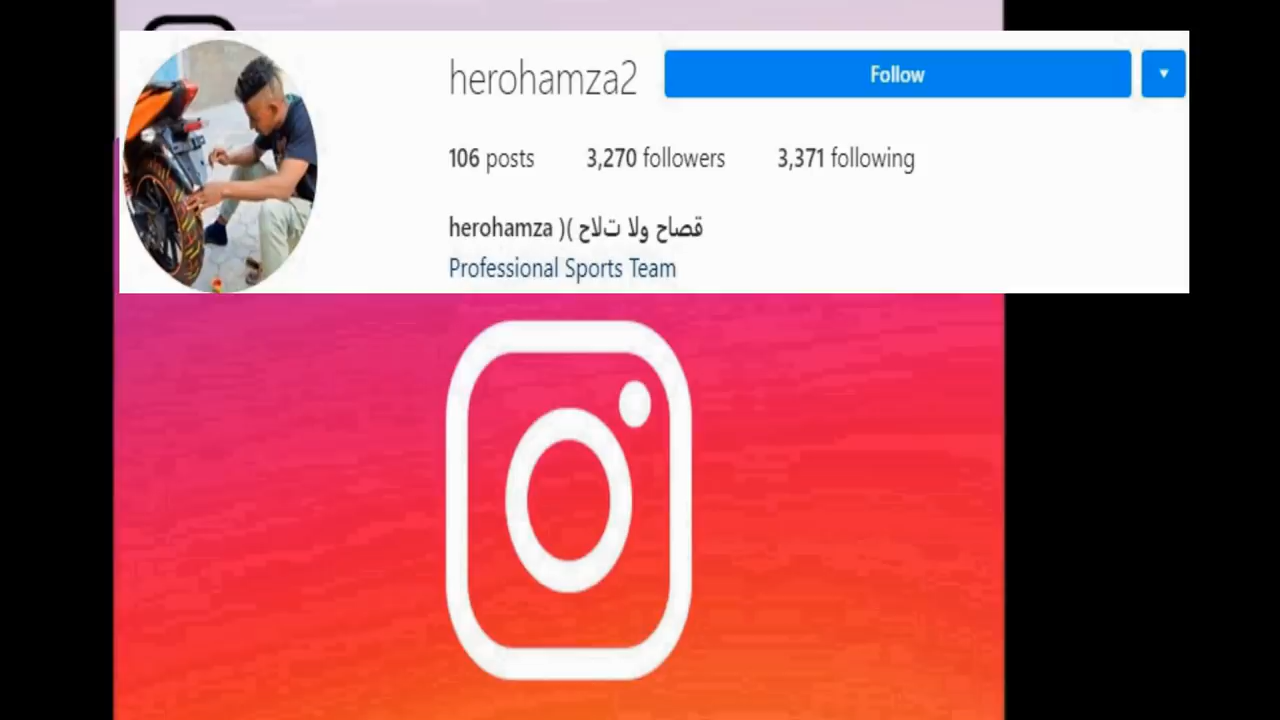 herohamza2 Follow
106 posts 3,270 followers 3,371 following
herohamza )( قصاح ولا تلاح
Professional Sports Team